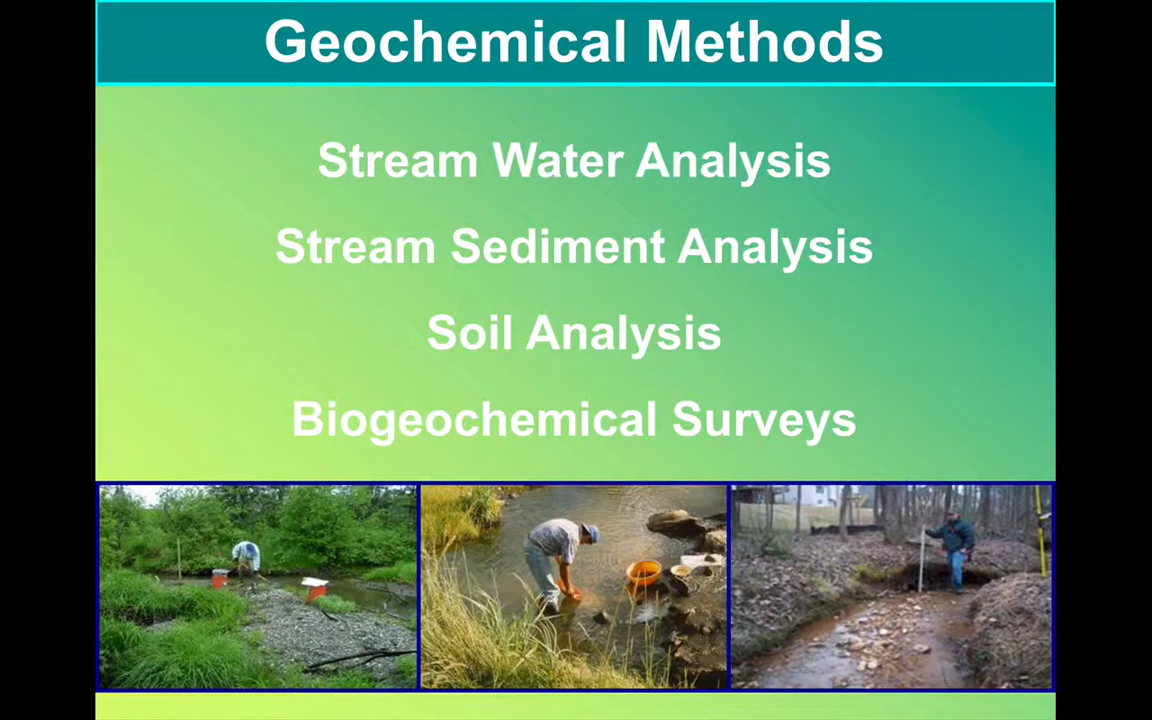 Geochemical Methods
Stream Water Analysis
Stream Sediment Analysis
Soil Analysis
Biogeochemical Surveys